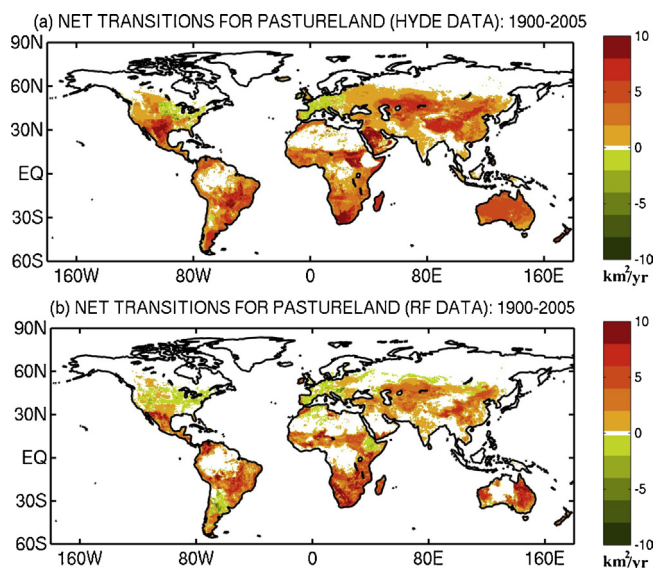 (a) NET TRANSITIONS FOR PASTURELAND (HYDE DATA): 1900-2005
90N
60N
30N
EQ
30S
60S
160W
80W
0
80E
160E
10
5
0
-5
-10
km²/yr
(b) NET TRANSITIONS FOR PASTURELAND (RF DATA): 1900-2005
90N
60N
30N
EQ
30S
60S
160W
80W
0
80E
160E
10
5
0
-5
-10
km²/yr